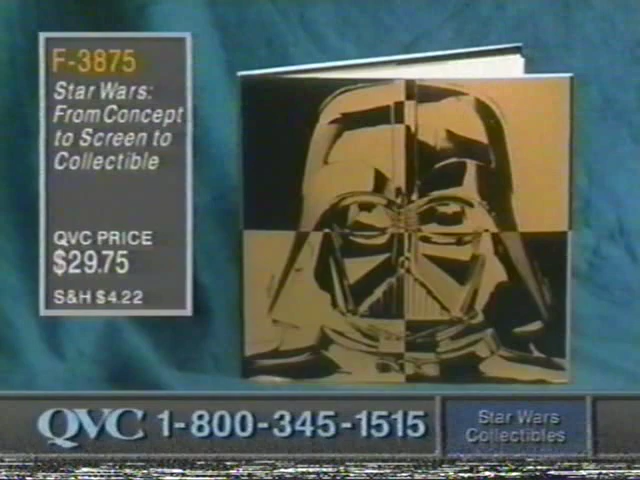 F-3875
Star Wars:
From Concept
to Screen to
Collectible
QVC PRICE
$29.75
S&H $4.22
QVC 1-800-345-1515
Star Wars
Collectibles